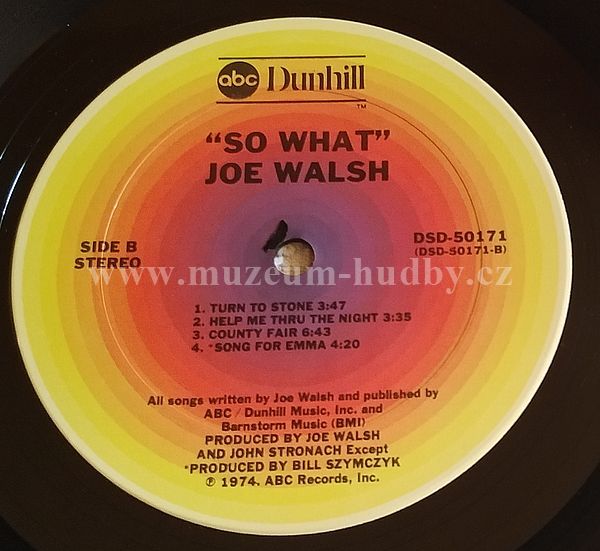 abc Dunhill
TM
"SO WHAT"
JOE WALSH
SIDE B
STEREO
DSD-50171
(DSD-50171-B)
www.muzeum-hudby.cz
1. TURN TO STONE 3:47
2. HELP ME THRU THE NIGHT 3:35
3. COUNTY FAIR 6:43
4. *SONG FOR EMMA 4:20
All songs written by Joe Walsh and published by
ABC/Dunhill Music, Inc. and
Barnstorm Music (BMI)
PRODUCED BY JOE WALSH
AND JOHN STRONACH Except
*PRODUCED BY BILL SZYMCZYK
℗ 1974, ABC Records, Inc.